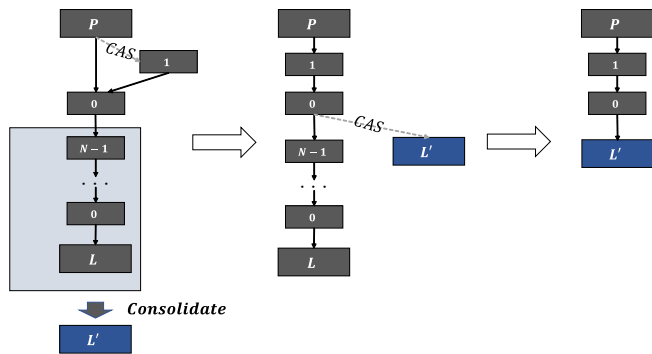 P
CAS
1
0
N − 1
. . .
0
L
Consolidate
L′
P
1
0
CAS
N − 1
L′
. . .
0
L
P
1
0
L′